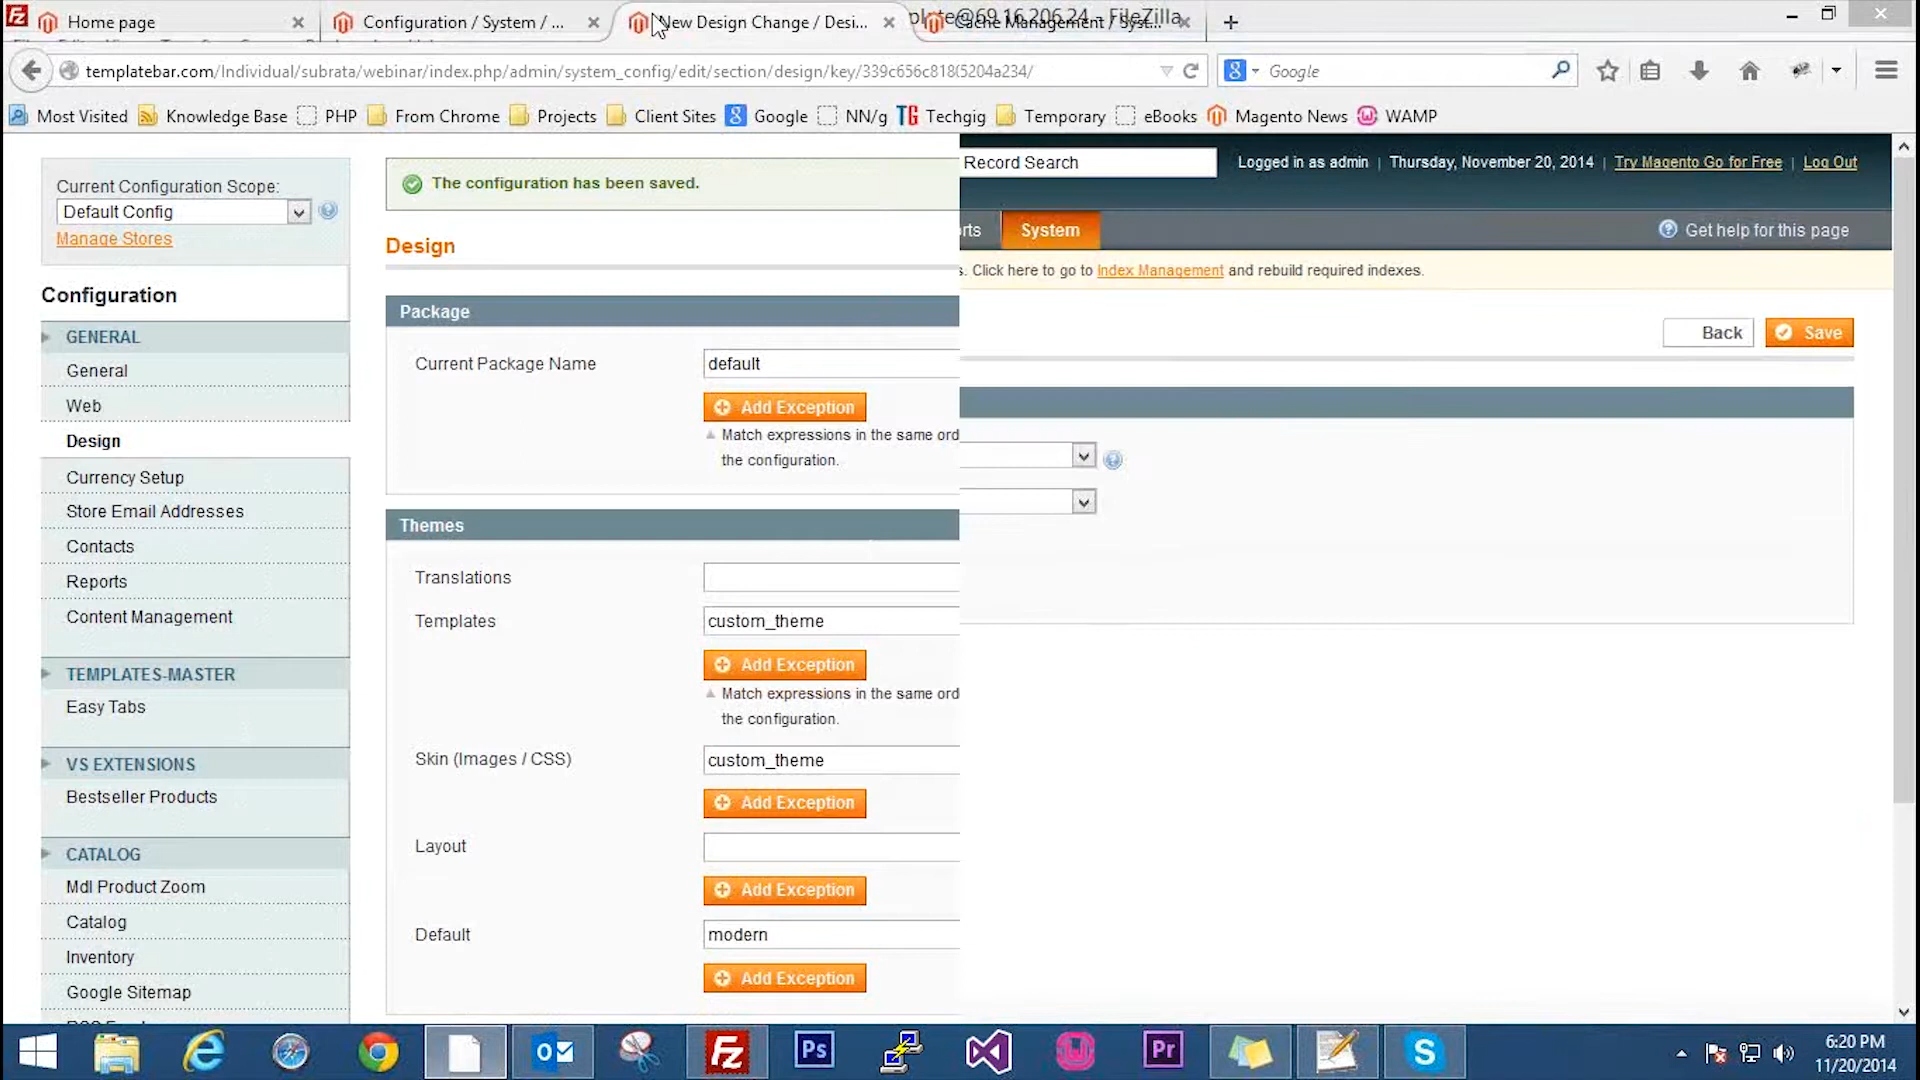 Home page
Configuration / System / ...
New Design Change / Desi...
plate@69.16.206.24 - FileZilla
Cache Management / Syst...
templatebar.com/Individual/subrata/webinar/index.php/admin/system_config/edit/section/design/key/339c656c818(5204a234/
Google
Most Visited
Knowledge Base
PHP
From Chrome
Projects
Client Sites
Google
NN/g
Techgig
Temporary
eBooks
Magento News
WAMP
Current Configuration Scope:
Default Config
Manage Stores
Configuration
GENERAL
General
Web
Design
Currency Setup
Store Email Addresses
Contacts
Reports
Content Management
TEMPLATES-MASTER
Easy Tabs
VS EXTENSIONS
Bestseller Products
CATALOG
Mdl Product Zoom
Catalog
Inventory
Google Sitemap
The configuration has been saved.
Design
Package
Current Package Name
default
Add Exception
Match expressions in the same ord
the configuration.
Themes
Translations
Templates
custom_theme
Add Exception
Match expressions in the same ord
the configuration.
Skin (Images / CSS)
custom_theme
Add Exception
Layout
Add Exception
Default
modern
Add Exception
Record Search
Logged in as admin | Thursday, November 20, 2014 | Try Magento Go for Free | Log Out
rts
System
Get help for this page
s. Click here to go to Index Management and rebuild required indexes.
Back
Save
6:20 PM
11/20/2014